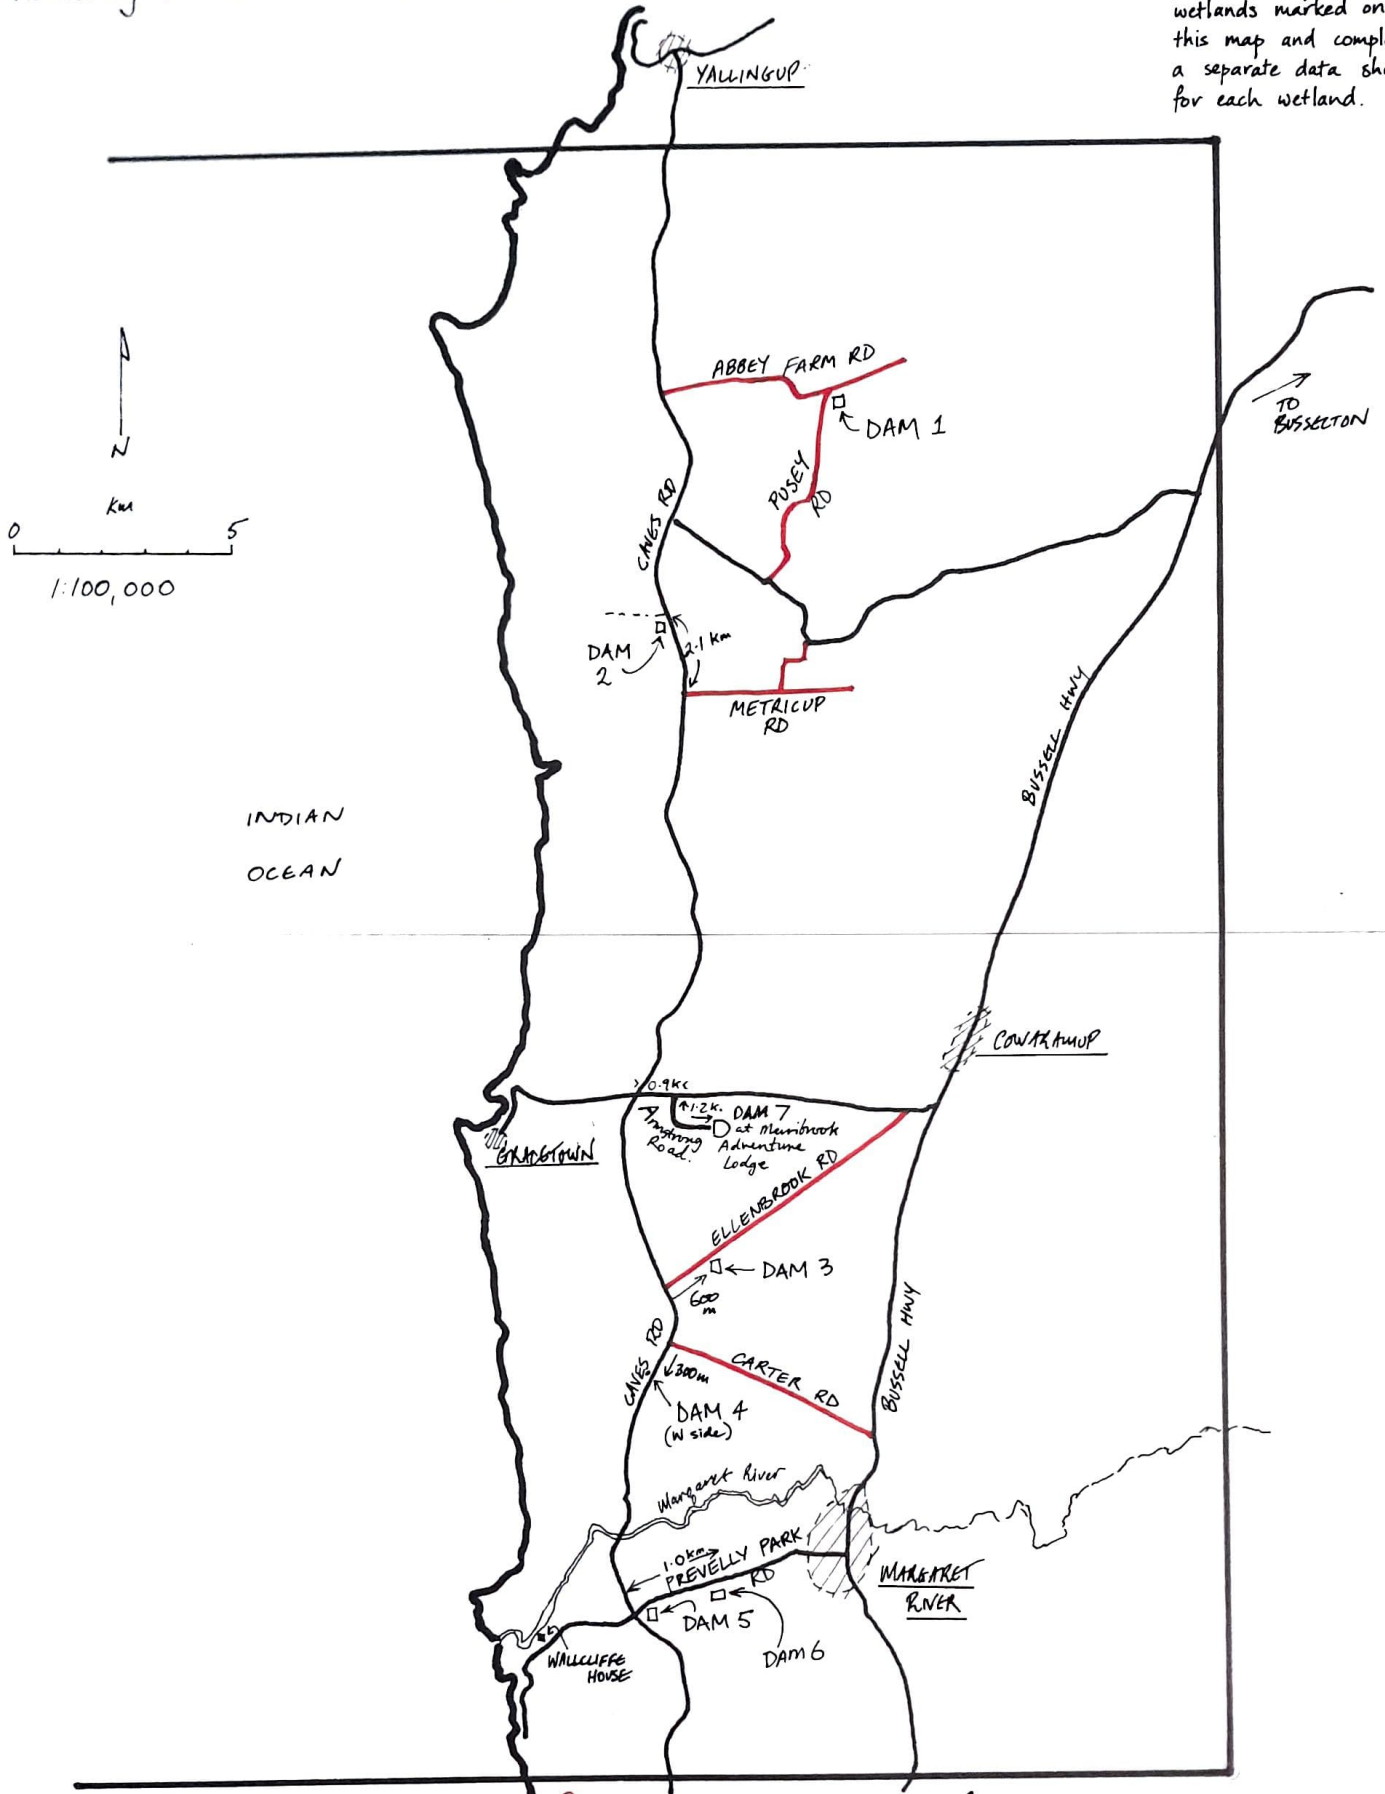 wetlands marked on
this map and compl
a separate data sh
for each wetland.
YALLINGUP
N
Km
0 5
1:100,000
ABBEY FARM RD
DAM 1
TO
BUSSELTON
PUSEY
RD
CAVES RD
DAM
2
2.1 km
METRICUP
RD
BUSSELL HWY
INDIAN
OCEAN
COWARAMUP
0.9K
1.2K.
DAM 7
at Merribrook
Adventure
Lodge
Armstrong
Road.
GRACETOWN
ELLENBROOK RD
DAM 3
600
m
CAVES RD
300m
CARTER RD
BUSSELL HWY
DAM 4
(W side)
Margaret River
1.0km
PREVELLY PARK
RD
MARGARET
RIVER
DAM 5
DAM 6
WALLCLIFFE
HOUSE